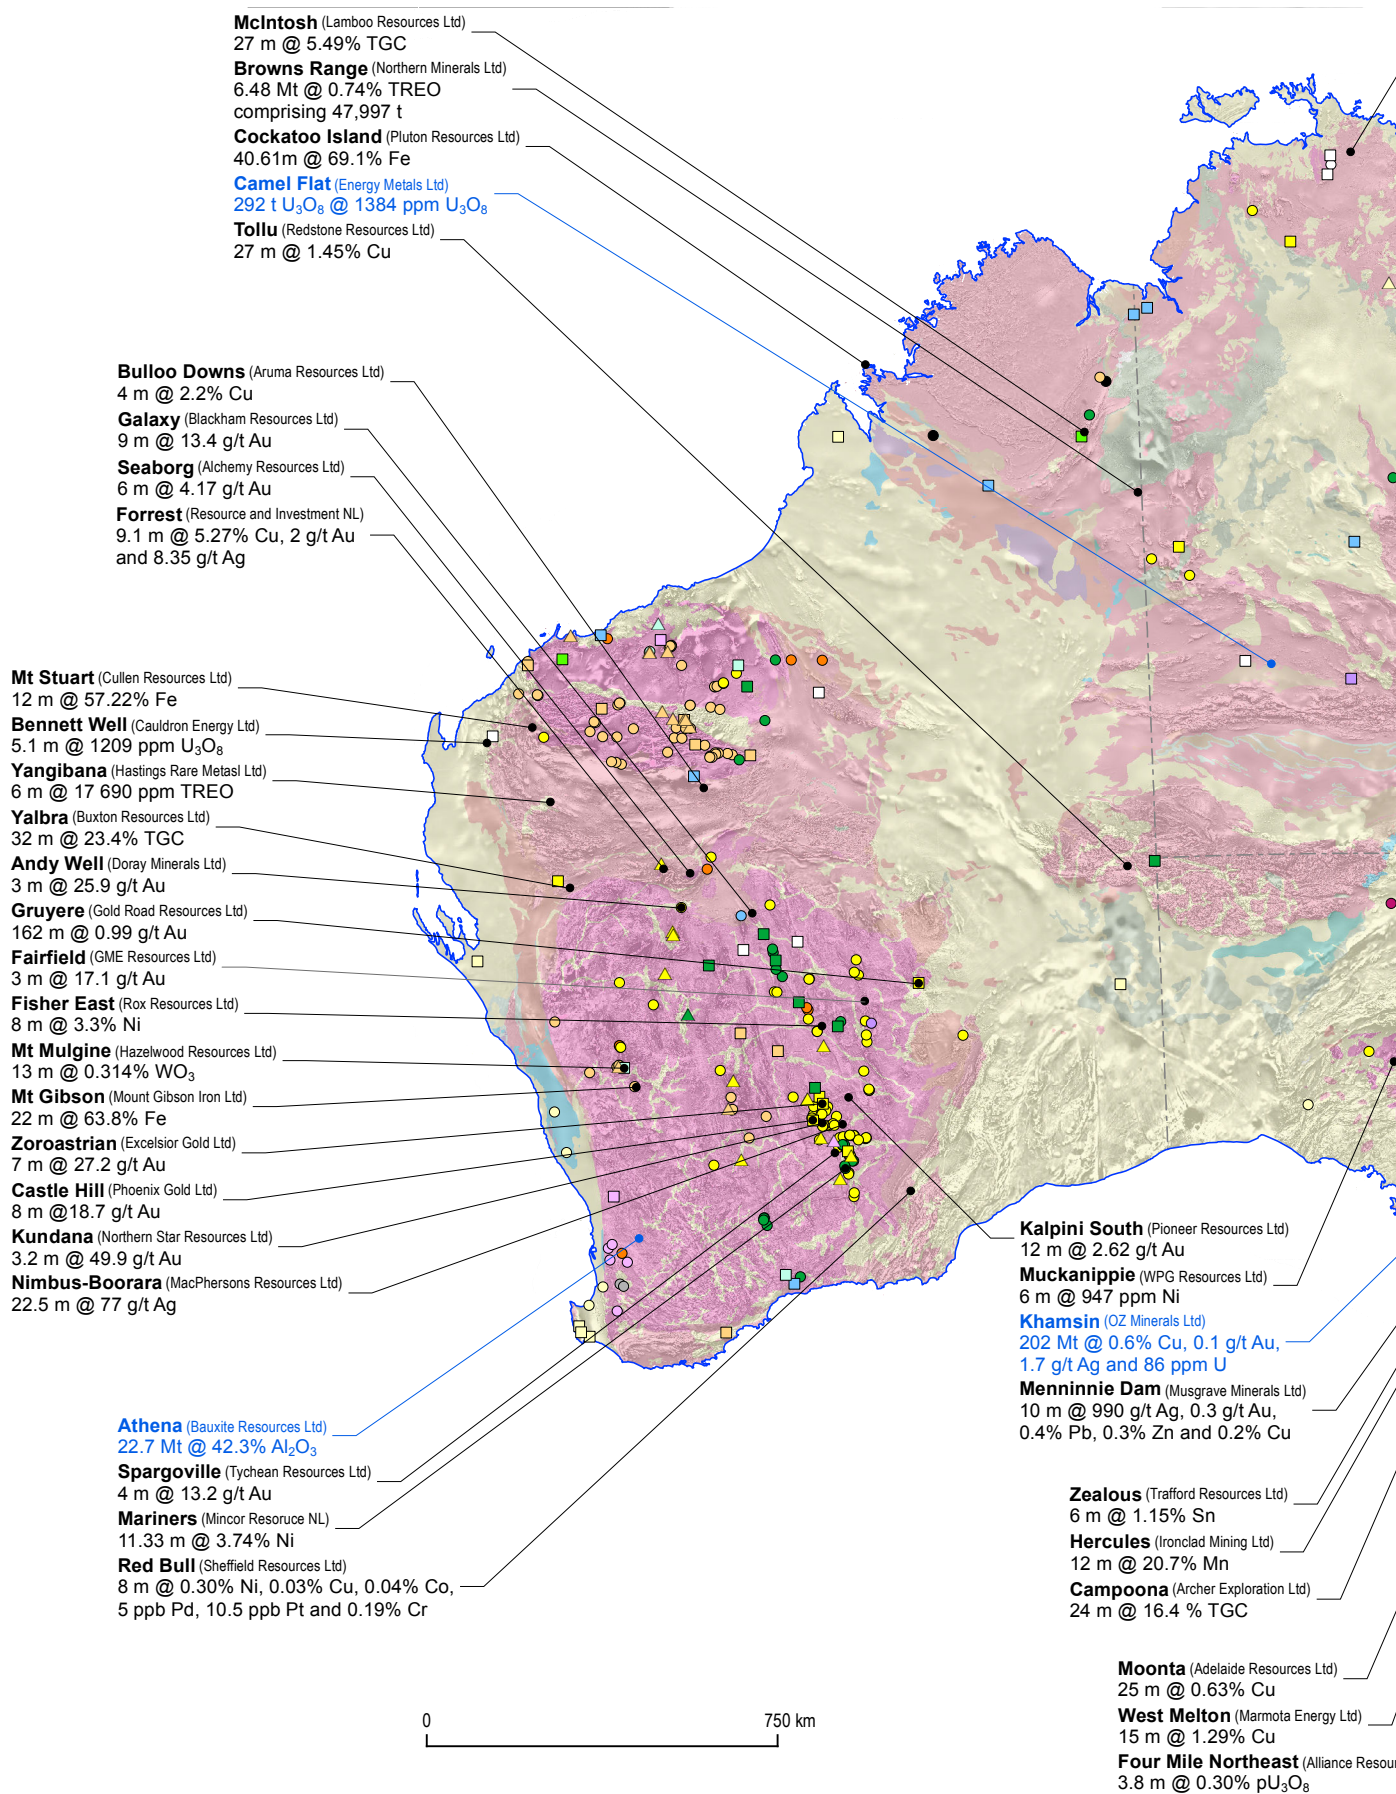 McIntosh (Lamboo Resources Ltd)
27 m @ 5.49% TGC
Browns Range (Northern Minerals Ltd)
6.48 Mt @ 0.74% TREO
comprising 47,997 t
Cockatoo Island (Pluton Resources Ltd)
40.61m @ 69.1% Fe
Camel Flat (Energy Metals Ltd)
292 t U₃O₈ @ 1384 ppm U₃O₈
Tollu (Redstone Resources Ltd)
27 m @ 1.45% Cu
Bulloo Downs (Aruma Resources Ltd)
4 m @ 2.2% Cu
Galaxy (Blackham Resources Ltd)
9 m @ 13.4 g/t Au
Seaborg (Alchemy Resources Ltd)
6 m @ 4.17 g/t Au
Forrest (Resource and Investment NL)
9.1 m @ 5.27% Cu, 2 g/t Au
and 8.35 g/t Ag
Mt Stuart (Cullen Resources Ltd)
12 m @ 57.22% Fe
Bennett Well (Cauldron Energy Ltd)
5.1 m @ 1209 ppm U₃O₈
Yangibana (Hastings Rare Metasl Ltd)
6 m @ 17 690 ppm TREO
Yalbra (Buxton Resources Ltd)
32 m @ 23.4% TGC
Andy Well (Doray Minerals Ltd)
3 m @ 25.9 g/t Au
Gruyere (Gold Road Resources Ltd)
162 m @ 0.99 g/t Au
Fairfield (GME Resources Ltd)
3 m @ 17.1 g/t Au
Fisher East (Rox Resources Ltd)
8 m @ 3.3% Ni
Mt Mulgine (Hazelwood Resources Ltd)
13 m @ 0.314% WO₃
Mt Gibson (Mount Gibson Iron Ltd)
22 m @ 63.8% Fe
Zoroastrian (Excelsior Gold Ltd)
7 m @ 27.2 g/t Au
Castle Hill (Phoenix Gold Ltd)
8 m @18.7 g/t Au
Kundana (Northern Star Resources Ltd)
3.2 m @ 49.9 g/t Au
Nimbus-Boorara (MacPhersons Resources Ltd)
22.5 m @ 77 g/t Ag
Athena (Bauxite Resources Ltd)
22.7 Mt @ 42.3% Al₂O₃
Spargoville (Tychean Resources Ltd)
4 m @ 13.2 g/t Au
Mariners (Mincor Resoruce NL)
11.33 m @ 3.74% Ni
Red Bull (Sheffield Resources Ltd)
8 m @ 0.30% Ni, 0.03% Cu, 0.04% Co,
5 ppb Pd, 10.5 ppb Pt and 0.19% Cr
Kalpini South (Pioneer Resources Ltd)
12 m @ 2.62 g/t Au
Muckanippie (WPG Resources Ltd)
6 m @ 947 ppm Ni
Khamsin (OZ Minerals Ltd)
202 Mt @ 0.6% Cu, 0.1 g/t Au,
1.7 g/t Ag and 86 ppm U
Menninnie Dam (Musgrave Minerals Ltd)
10 m @ 990 g/t Ag, 0.3 g/t Au,
0.4% Pb, 0.3% Zn and 0.2% Cu
Zealous (Trafford Resources Ltd)
6 m @ 1.15% Sn
Hercules (Ironclad Mining Ltd)
12 m @ 20.7% Mn
Campoona (Archer Exploration Ltd)
24 m @ 16.4 % TGC
Moonta (Adelaide Resources Ltd)
25 m @ 0.63% Cu
West Melton (Marmota Energy Ltd)
15 m @ 1.29% Cu
Four Mile Northeast (Alliance Resour
3.8 m @ 0.30% pU₃O₈
0 750 km